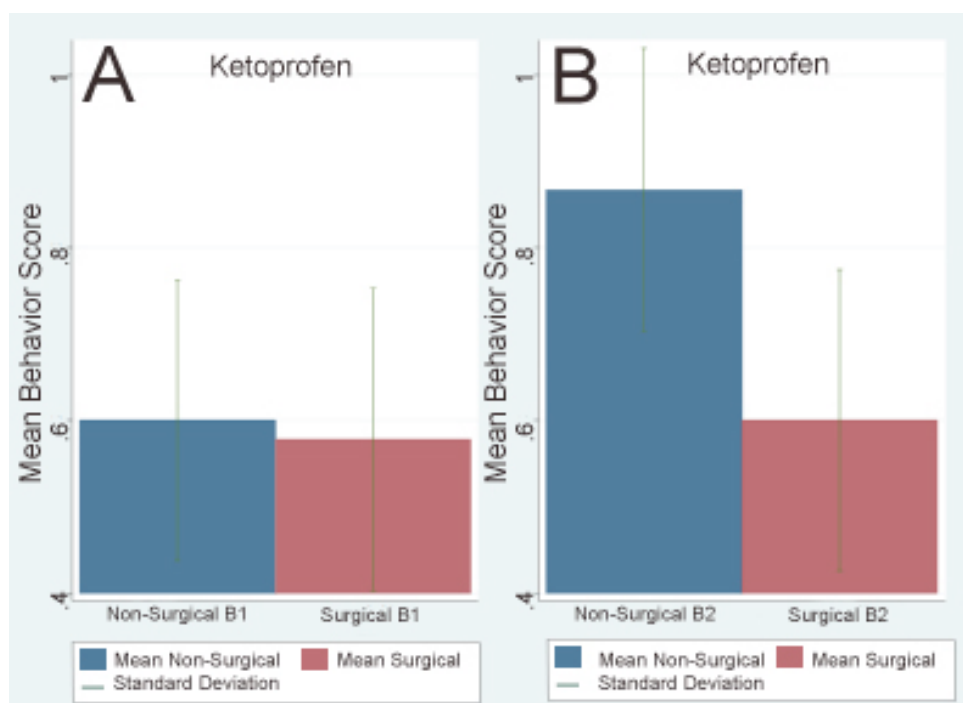 A
Ketoprofen
Mean Behavior Score
1
.8
.6
.4
Non-Surgical B1
Surgical B1
Mean Non-Surgical
Mean Surgical
Standard Deviation
B
Ketoprofen
Mean Behavior Score
1
.8
.6
.4
Non-Surgical B2
Surgical B2
Mean Non-Surgical
Mean Surgical
Standard Deviation